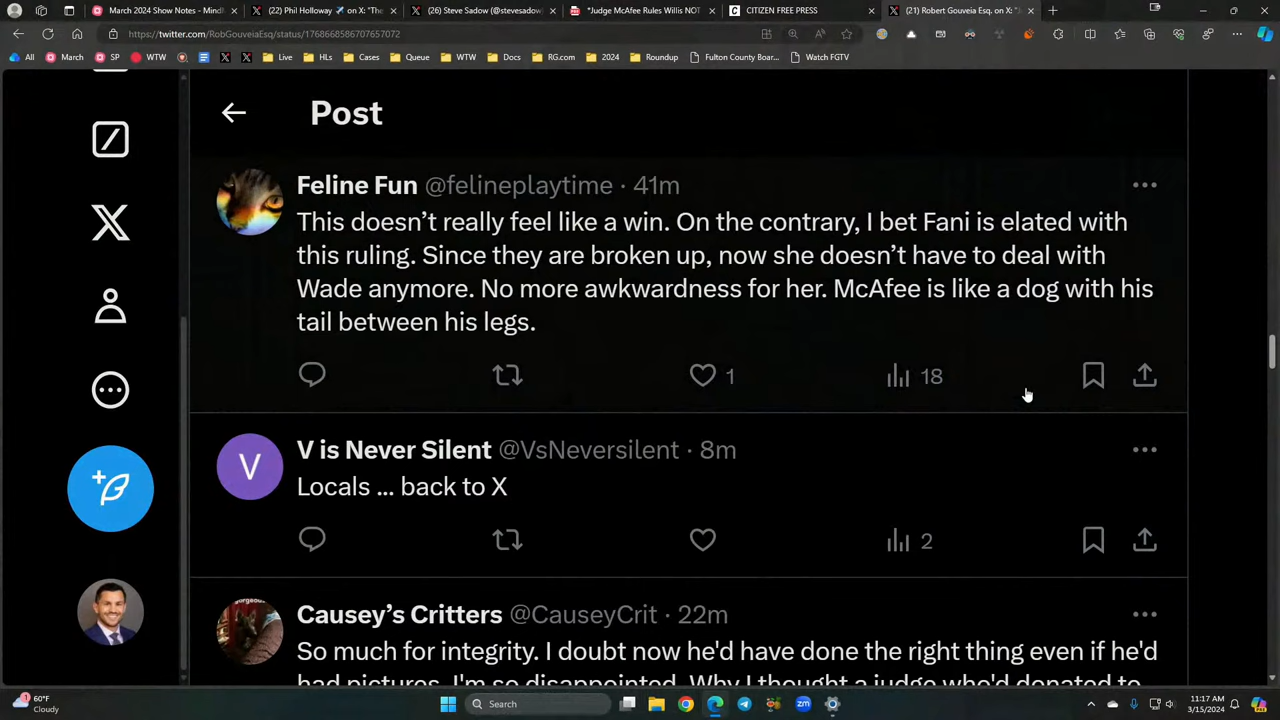 March 2024 Show Notes - MindM
(22) Phil Holloway ✈️ on X: "The
(26) Steve Sadow (@stevesadow
"Judge McAfee Rules Willis NOT
CITIZEN FREE PRESS
(21) Robert Gouveia Esq. on X: "J
https://twitter.com/RobGouveiaEsq/status/1768668586707657072
All March SP WTW Live HLs Cases Queue WTW Docs RG.com 2024 Roundup Fulton County Boar... Watch FGTV
Post
Feline Fun @felineplaytime · 41m
This doesn’t really feel like a win. On the contrary, I bet Fani is elated with
this ruling. Since they are broken up, now she doesn’t have to deal with
Wade anymore. No more awkwardness for her. McAfee is like a dog with his
tail between his legs.
1 18
V is Never Silent @VsNeversilent · 8m
V
Locals ... back to X
2
Causey’s Critters @CauseyCrit · 22m
So much for integrity. I doubt now he'd have done the right thing even if he'd
had pictures. I'm so disappointed. Why I thought a judge who'd donated to
1
60°F
Cloudy
Search
zm
11:17 AM
3/15/2024